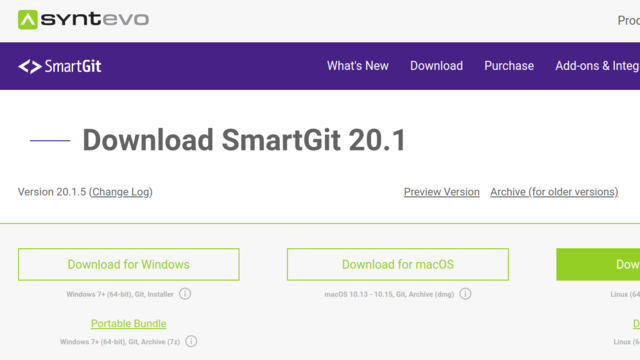 syntevo
Proc
SmartGit
What's New Download Purchase Add-ons & Integ
Download SmartGit 20.1
Version 20.1.5 (Change Log) Preview Version Archive (for older versions)
Download for Windows Download for macOS Dow
Windows 7+ (64-bit), Git, Installer macOS 10.13 - 10.15, Git, Archive (dmg) Linux (64
Portable Bundle D
Windows 7+ (64-bit), Git, Archive (7z) Linux (6